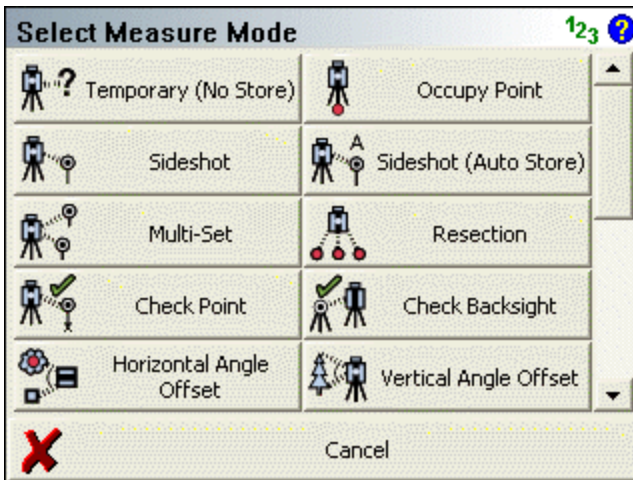 Select Measure Mode
123
?
? Temporary (No Store)
Occupy Point
Sideshot
A
Sideshot (Auto Store)
Multi-Set
Resection
Check Point
Check Backsight
Horizontal Angle
Offset
Vertical Angle Offset
Cancel